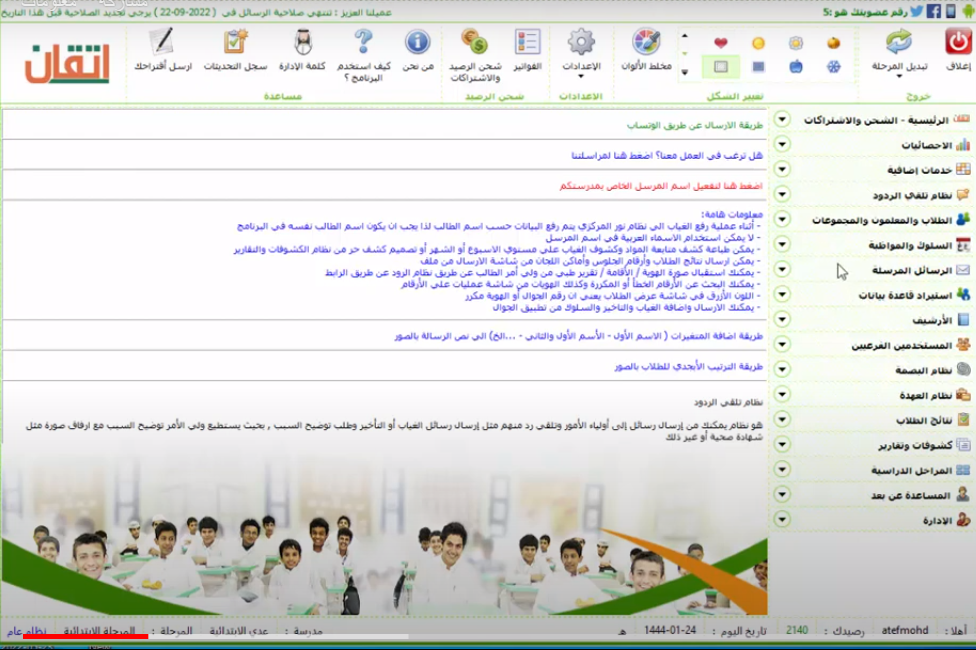 عميلنا العزيز : تنتهي صلاحية الرسائل في ( 2022-09-22 ) يرجى تجديد الصلاحية قبل هذا التاريخ
رقم عضويتك هو :5
إغلاق
تبديل المرحلة
خروج
مخلط الألوان
تغيير الشكل
الإعدادات
الاعدادات
الفواتير
شحن الرصيد والاشتراكات
شحن الرصيد
من نحن
كيف استخدم البرنامج ؟
كلمة الإدارة
سجل التحديثات
ارسل أقتراحك
مساعدة
اتقان
الرئيسية - الشحن والاشتراكات
الاحصائيات
خدمات إضافية
نظام تلقي الردود
الطلاب والمعلمون والمجموعات
السلوك والمواظبة
الرسائل المرسلة
استيراد قاعدة بيانات
الأرشيف
المستخدمين الفرعيين
نظام البصمة
نظام العهدة
نتائج الطلاب
كشوفات وتقارير
المراحل الدراسية
المساعدة عن بعد
الإدارة
طريقة الارسال عن طريق الوتساب
هل ترغب في العمل معنا؟ اضغط هنا لمراسلتنا
اضغط هنا لتفعيل اسم المرسل الخاص بمدرستكم
معلومات هامة:
- أثناء عملية رفع الغياب الي نظام نور المركزي يتم رفع البيانات حسب اسم الطالب لذا يجب ان يكون اسم الطالب نفسه في البرنامج
- لا يمكن استخدام الأسماء العربية في اسم المرسل
- يمكن طباعة كشف متابعة المواد وكشوف الغياب على مستوي الاسبوع أو الشهر أو تصميم كشف حر من نظام الكشوفات والتقارير
- يمكن إرسال نتائج الطلاب وأرقام الجلوس وأماكن اللجان من شاشة الارسال من ملف
- يمكنك استقبال صورة الهوية / الأقامة / تقرير طبي من ولي أمر الطالب عن طريق نظام الرود عن طريق الرابط
- يمكنك البحث عن الأرقام الخطأ أو المكررة وكذلك الهويات من شاشة عمليات على الأرقام
- اللون الأزرق في شاشة عرض الطلاب يعني ان رقم الجوال أو الهوية مكرر
- يمكنك الارسال واضافة الغياب والتاخير والسلوك من تطبيق الجوال
طريقة اضافة المتغيرات ( الاسم الأول - الأسم الأول والثاني - ...الخ) الي نص الرسالة بالصور
طريقة الترتيب الأبجدي للطلاب بالصور
نظام تلقي الردود
هو نظام يمكنك من إرسال رسائل إلى أولياء الأمور وتلقي رد منهم مثل إرسال رسائل الغياب أو التأخير وطلب توضيح السبب , بحيث يستطيع ولي الأمر توضيح السبب مع ارفاق صورة مثل
شهادة صحية أو غير ذلك
أهلا : atefmohd رصيدك : 2140 تاريخ اليوم : 1444-01-24 هـ مدرسة : عدي الابتدائية المرحلة : المرحلة الابتدائية نظام عام